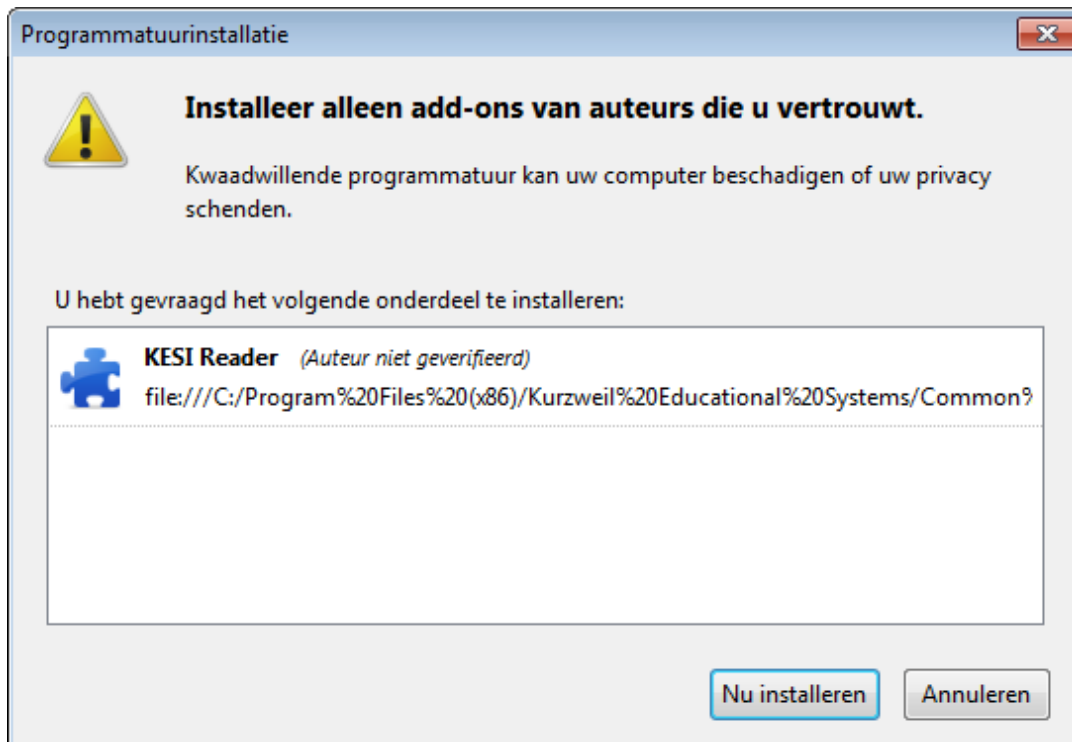 Programmatuurinstallatie
Installeer alleen add-ons van auteurs die u vertrouwt.
Kwaadwillende programmatuur kan uw computer beschadigen of uw privacy
schenden.
U hebt gevraagd het volgende onderdeel te installeren:
KESI Reader (Auteur niet geverifieerd)
file:///C:/Program%20Files%20(x86)/Kurzweil%20Educational%20Systems/Common%
Nu installeren Annuleren